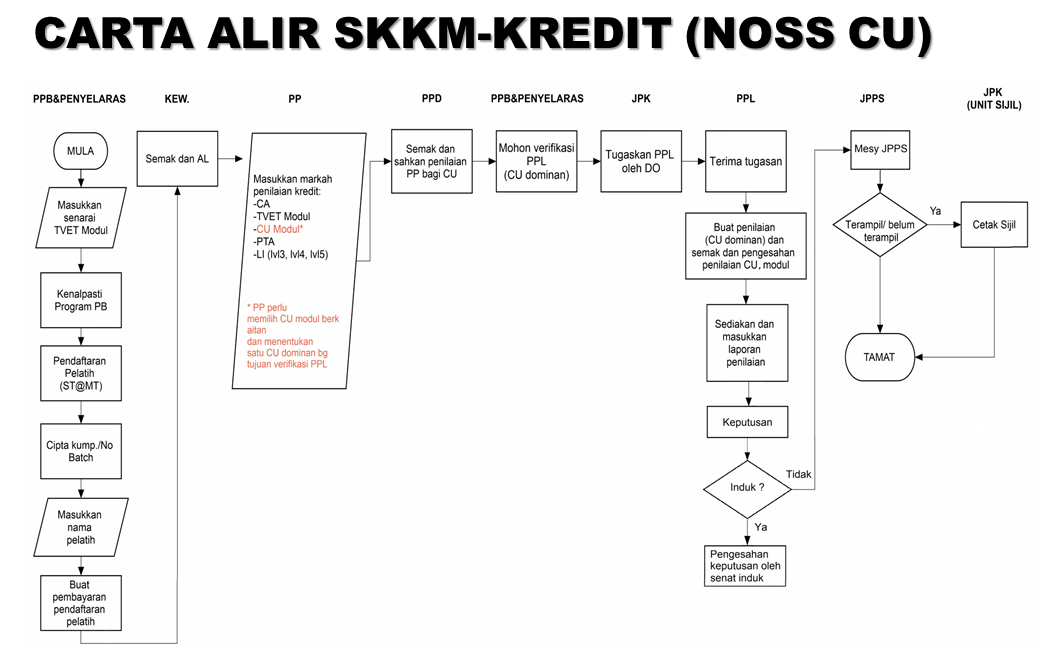 CARTA ALIR SKKM-KREDIT (NOSS CU)
PPB&PENYELARAS
KEW.
PP
PPD
PPB&PENYELARAS
JPK
PPL
JPPS
JPK
(UNIT SIJIL)
MULA
Masukkan
senarai
TVET Modul
Kenalpasti
Program PB
Pendaftaran
Pelatih
(ST@MT)
Cipta kump./No
Batch
Masukkan
nama
pelatih
Buat
pembayaran
pendaftaran
pelatih
Semak dan AL
Masukkan markah
penilaian kredit:
-CA
-TVET Modul
-CU Modul*
-PTA
-LI (lvl3, lvl4, lvl5)
* PP perlu
memilih CU modul berk
aitan
dan menentukan
satu CU dominan bg
tujuan verifikasi PPL
Semak dan
sahkan penilaian
PP bagi CU
Mohon verifikasi
PPL
(CU dominan)
Tugaskan PPL
oleh DO
Terima tugasan
Buat penilaian
(CU dominan) dan
semak dan pengesahan
penilaian CU, modul
Sediakan dan
masukkan
laporan
penilaian
Keputusan
Induk ?
Tidak
Ya
Pengesahan
keputusan oleh
senat induk
Mesy JPPS
Terampil/ belum
terampil
Ya
Cetak Sijil
TAMAT